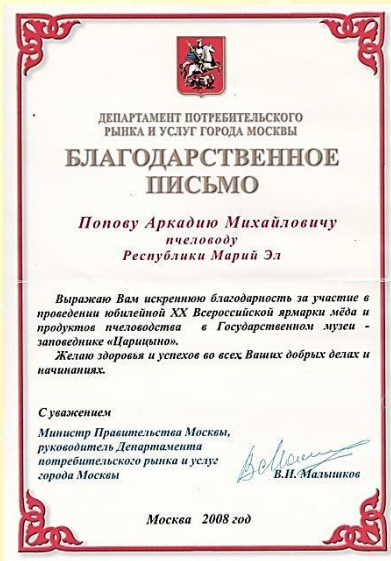 ДЕПАРТАМЕНТ ПОТРЕБИТЕЛЬСКОГО
РЫНКА И УСЛУГ ГОРОДА МОСКВЫ
БЛАГОДАРСТВЕННОЕ
ПИСЬМО
Попову Аркадию Михайловичу
пчеловоду
Республики Марий Эл
Выражаю Вам искреннюю благодарность за участие в
проведении юбилейной XX Всероссийской ярмарки мёда и
продуктов пчеловодства в Государственном музеи -
заповеднике «Царицыно».
Желаю здоровья и успехов во всех Ваших добрых делах и
начинаниях.
С уважением
Министр Правительства Москвы,
руководитель Департамента
потребительского рынка и услуг
города Москвы
В.И. Малышков
Москва 2008 год